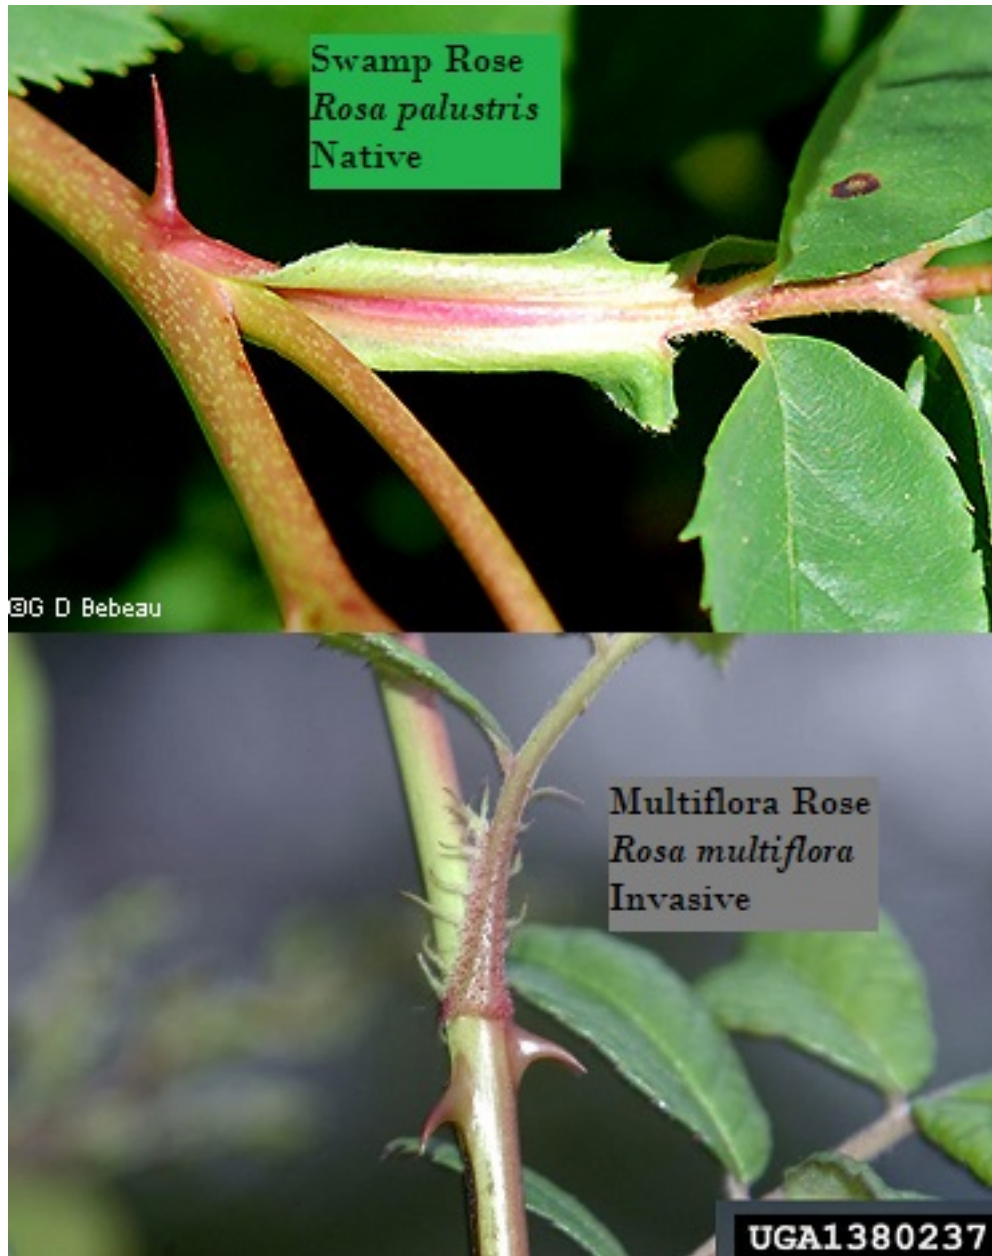 Swamp Rose
Rosa palustris
Native
©G D Bebeau
Multiflora Rose
Rosa multiflora
Invasive
UGA1380237